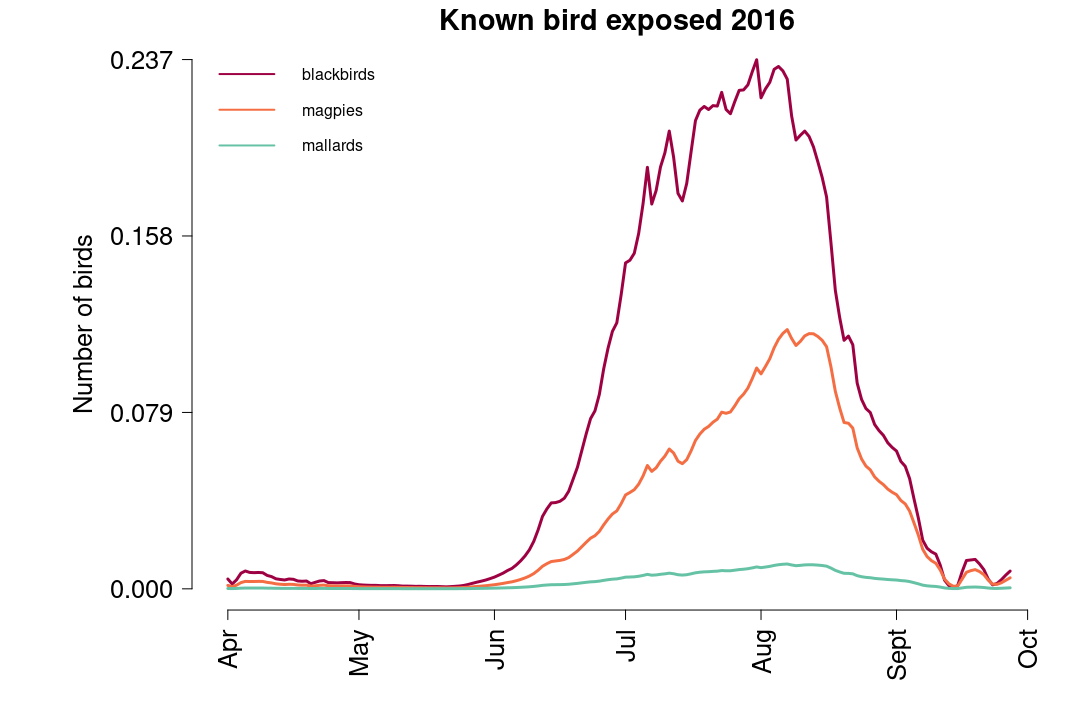 Known bird exposed 2016
0.237
0.158
0.079
0.000
Number of birds
blackbirds
magpies
mallards
Apr
May
Jun
Jul
Aug
Sept
Oct